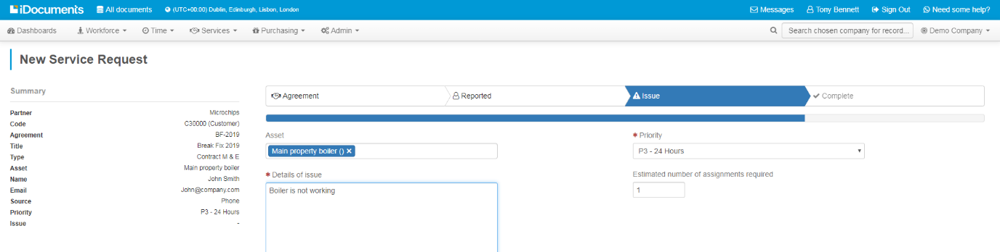 iDocuments All documents (UTC+00:00) Dublin, Edinburgh, Lisbon, London Messages Tony Bennett Sign Out Need some help?
Dashboards Workforce Time Services Purchasing Admin Search chosen company for record... Demo Company
New Service Request
Summary
Partner Microchips
Code C30000 (Customer)
Agreement BF-2019
Title Break Fix 2019
Type Contract M & E
Asset Main property boiler
Name John Smith
Email John@company.com
Source Phone
Priority P3 - 24 Hours
Issue -
Agreement Reported Issue Complete
Asset
Main property boiler () ×
* Details of issue
Boiler is not working
* Priority
P3 - 24 Hours
Estimated number of assignments required
1